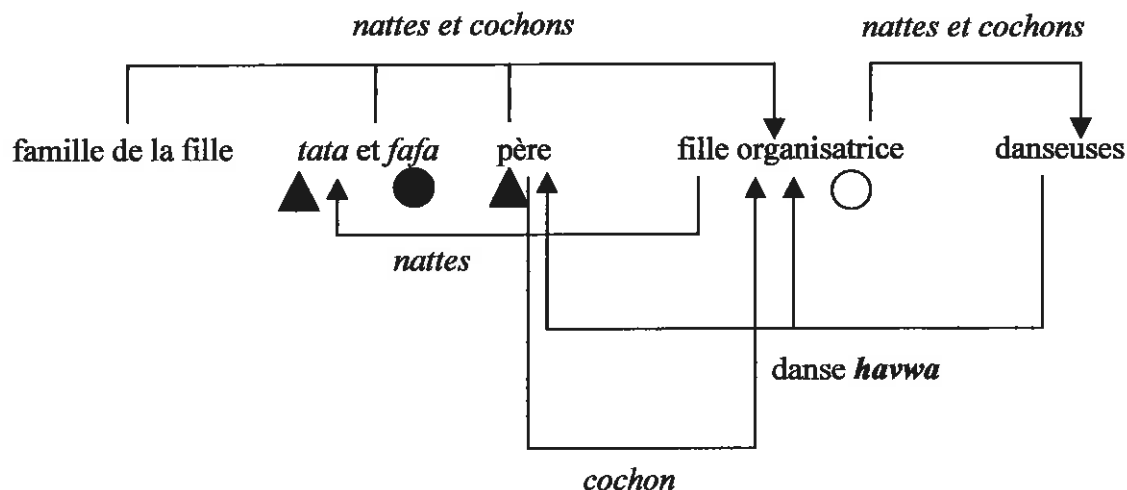 nattes et cochons
nattes et cochons
famille de la fille
tata et fafa
père
fille organisatrice
danseuses
nattes
danse havwa
cochon